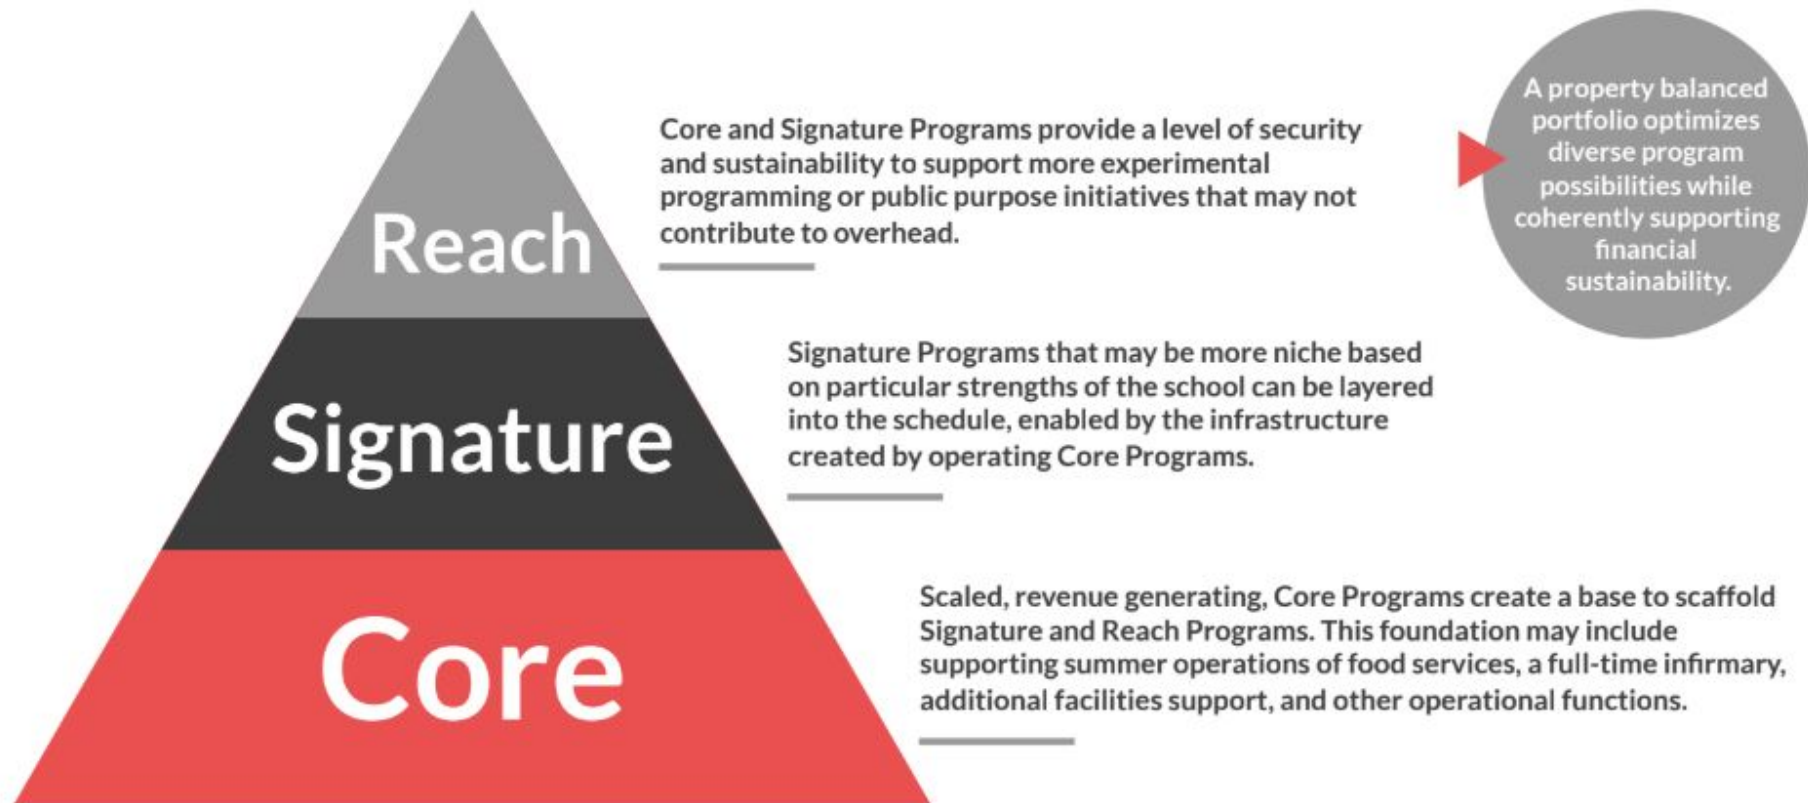 Reach
Core and Signature Programs provide a level of security
and sustainability to support more experimental
programming or public purpose initiatives that may not
contribute to overhead.
A property balanced
portfolio optimizes
diverse program
possibilities while
coherently supporting
financial
sustainability.
Signature
Signature Programs that may be more niche based
on particular strengths of the school can be layered
into the schedule, enabled by the infrastructure
created by operating Core Programs.
Core
Scaled, revenue generating, Core Programs create a base to scaffold
Signature and Reach Programs. This foundation may include
supporting summer operations of food services, a full-time infirmary,
additional facilities support, and other operational functions.